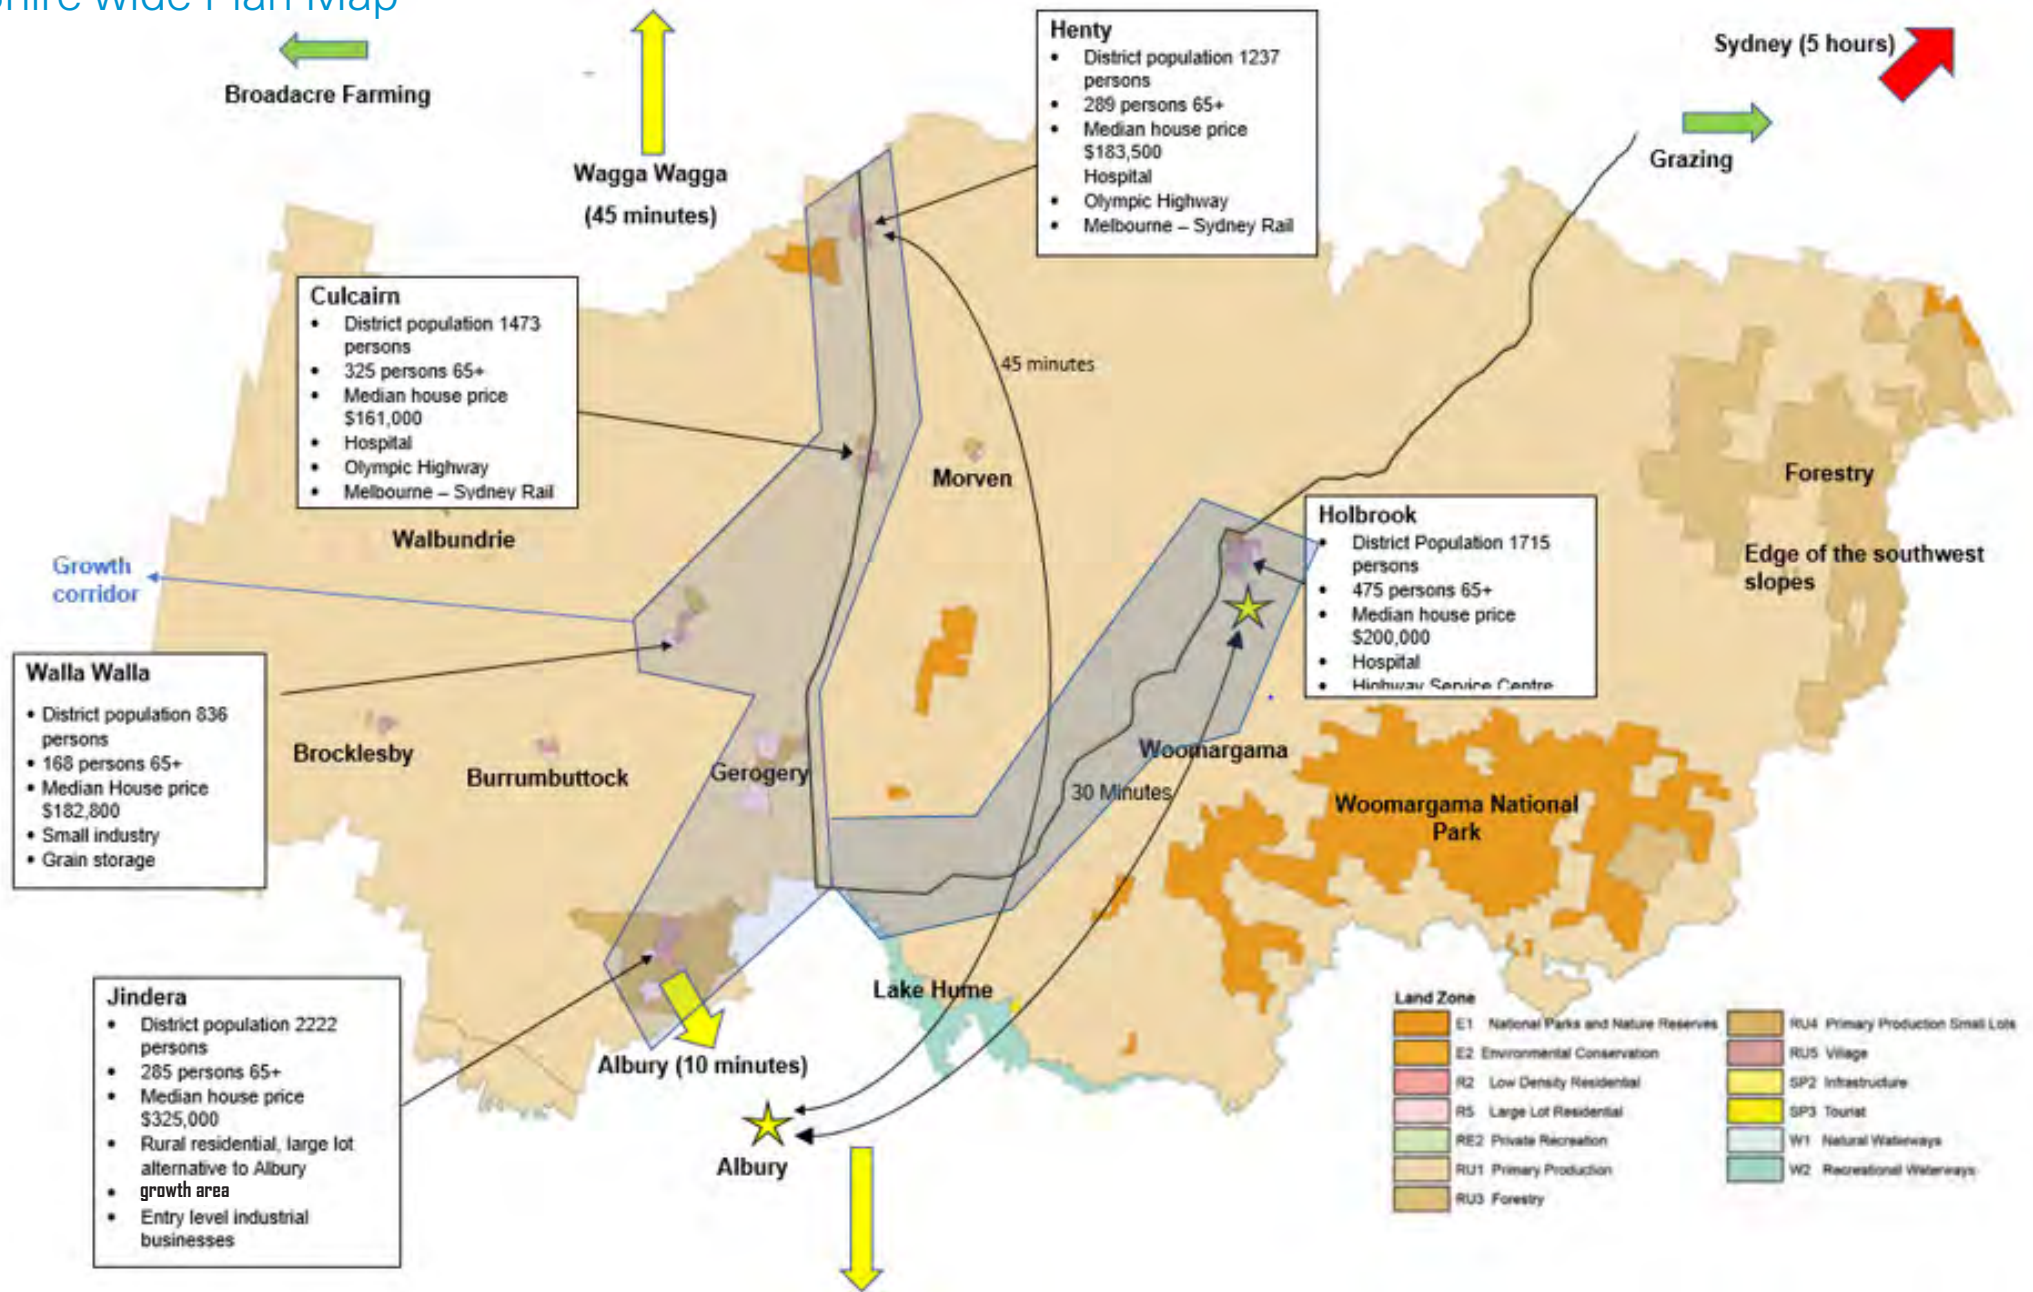 Shire wide Plan Map
Broadacre Farming
Wagga Wagga
(45 minutes)
Henty
• District population 1237
persons
• 289 persons 65+
• Median house price
$183,500
Hospital
• Olympic Highway
• Melbourne – Sydney Rail
Sydney (5 hours)
Grazing
Culcairn
• District population 1473
persons
• 325 persons 65+
• Median house price
$161,000
• Hospital
• Olympic Highway
• Melbourne – Sydney Rail
45 minutes
Morven
Forestry
Edge of the southwest
slopes
Walbundrie
Growth
corridor
Holbrook
• District Population 1715
persons
• 475 persons 65+
• Median house price
$200,000
• Hospital
• Highway Service Centre
Walla Walla
• District population 836
persons
• 168 persons 65+
• Median House price
$182,800
• Small industry
• Grain storage
Brocklesby
Burrumbuttock
Gerogery
Woomargama
30 Minutes
Woomargama National
Park
Lake Hume
Jindera
• District population 2222
persons
• 285 persons 65+
• Median house price
$325,000
• Rural residential, large lot
alternative to Albury
• growth area
• Entry level industrial
businesses
Albury (10 minutes)
Albury
Land Zone
E1 National Parks and Nature Reserves
E2 Environmental Conservation
R2 Low Density Residential
R5 Large Lot Residential
RE2 Private Recreation
RU1 Primary Production
RU3 Forestry
RU4 Primary Production Small Lots
RU5 Village
SP2 Infrastructure
SP3 Tourist
W1 Natural Waterways
W2 Recreational Waterways